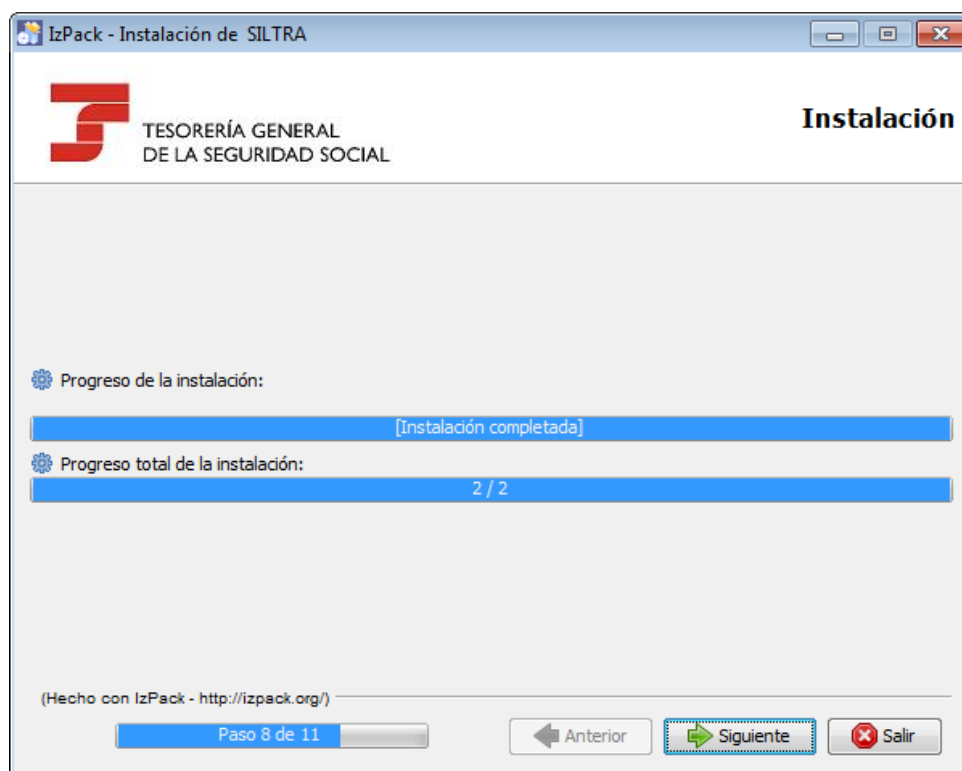 IzPack - Instalación de SILTRA
TESORERÍA GENERAL
DE LA SEGURIDAD SOCIAL
Instalación
Progreso de la instalación:
[Instalación completada]
Progreso total de la instalación:
2 / 2
(Hecho con IzPack - http://izpack.org/)
Paso 8 de 11
Anterior
Siguiente
Salir